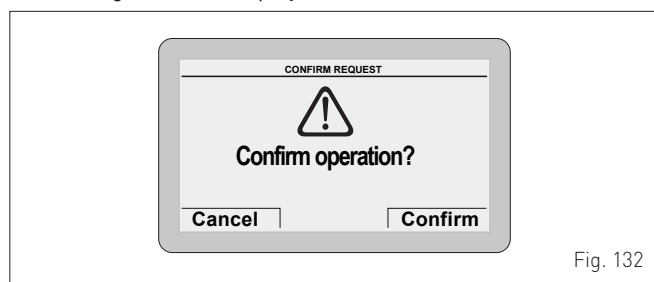 CONFIRM REQUEST
Confirm operation?
Cancel Confirm
Fig. 132